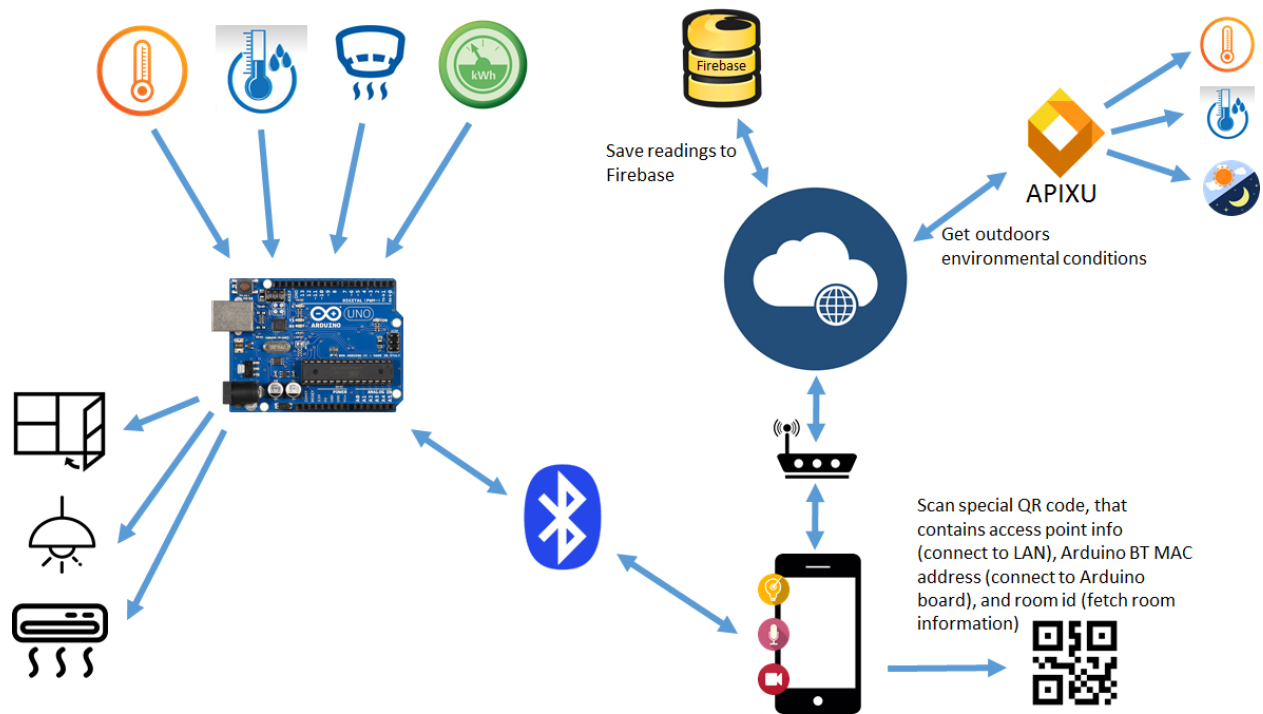 kWh
Firebase
Save readings to
Firebase
APIXU
Get outdoors
environmental conditions
UNO
ARDUINO
Scan special QR code, that
contains access point info
(connect to LAN), Arduino BT MAC
address (connect to Arduino
board), and room id (fetch room
information)